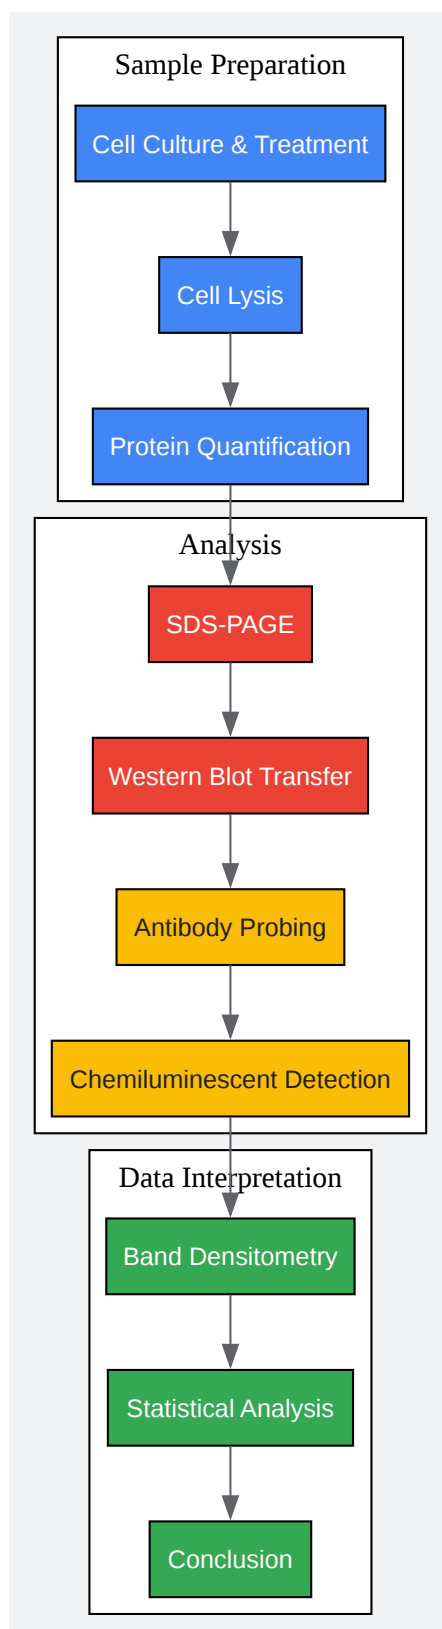 Sample Preparation
Cell Culture & Treatment
Cell Lysis
Protein Quantification
Analysis
SDS-PAGE
Western Blot Transfer
Antibody Probing
Chemiluminescent Detection
Data Interpretation
Band Densitometry
Statistical Analysis
Conclusion